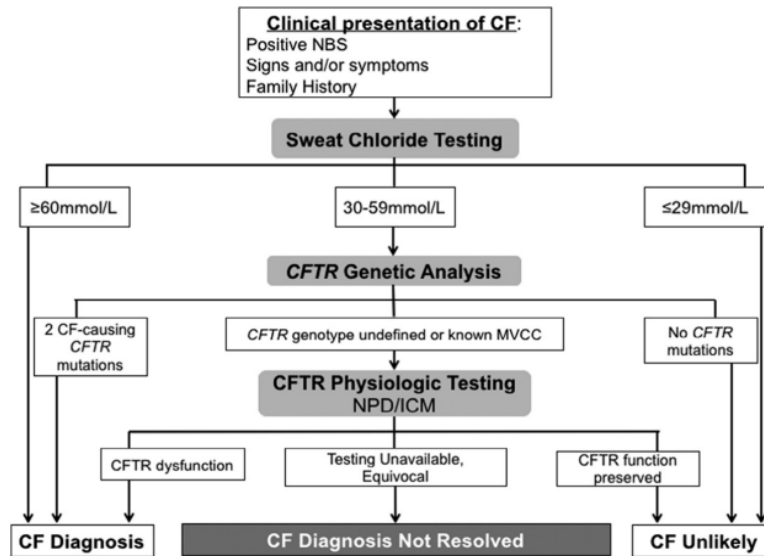 Clinical presentation of CF:
Positive NBS
Signs and/or symptoms
Family History
Sweat Chloride Testing
≥60mmol/L
30-59mmol/L
≤29mmol/L
CFTR Genetic Analysis
2 CF-causing
CFTR
mutations
CFTR genotype undefined or known MVCC
No CFTR
mutations
CFTR Physiologic Testing
NPD/ICM
CFTR dysfunction
Testing Unavailable,
Equivocal
CFTR function
preserved
CF Diagnosis
CF Diagnosis Not Resolved
CF Unlikely